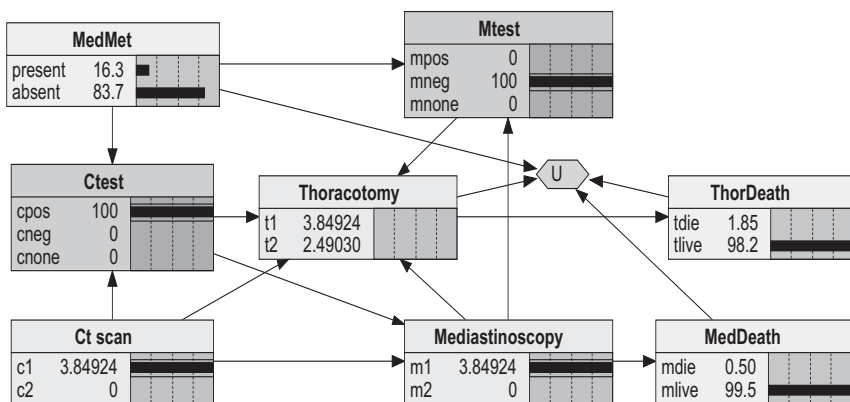 MedMet
present 16.3
absent 83.7
Mtest
mpos 0
mneg 100
mnone 0
Ctest
cpos 100
cneg 0
cnone 0
Thoracotomy
t1 3.84924
t2 2.49030
U
ThorDeath
tdie 1.85
tlive 98.2
Ct scan
c1 3.84924
c2 0
Mediastinoscopy
m1 3.84924
m2 0
MedDeath
mdie 0.50
mlive 99.5